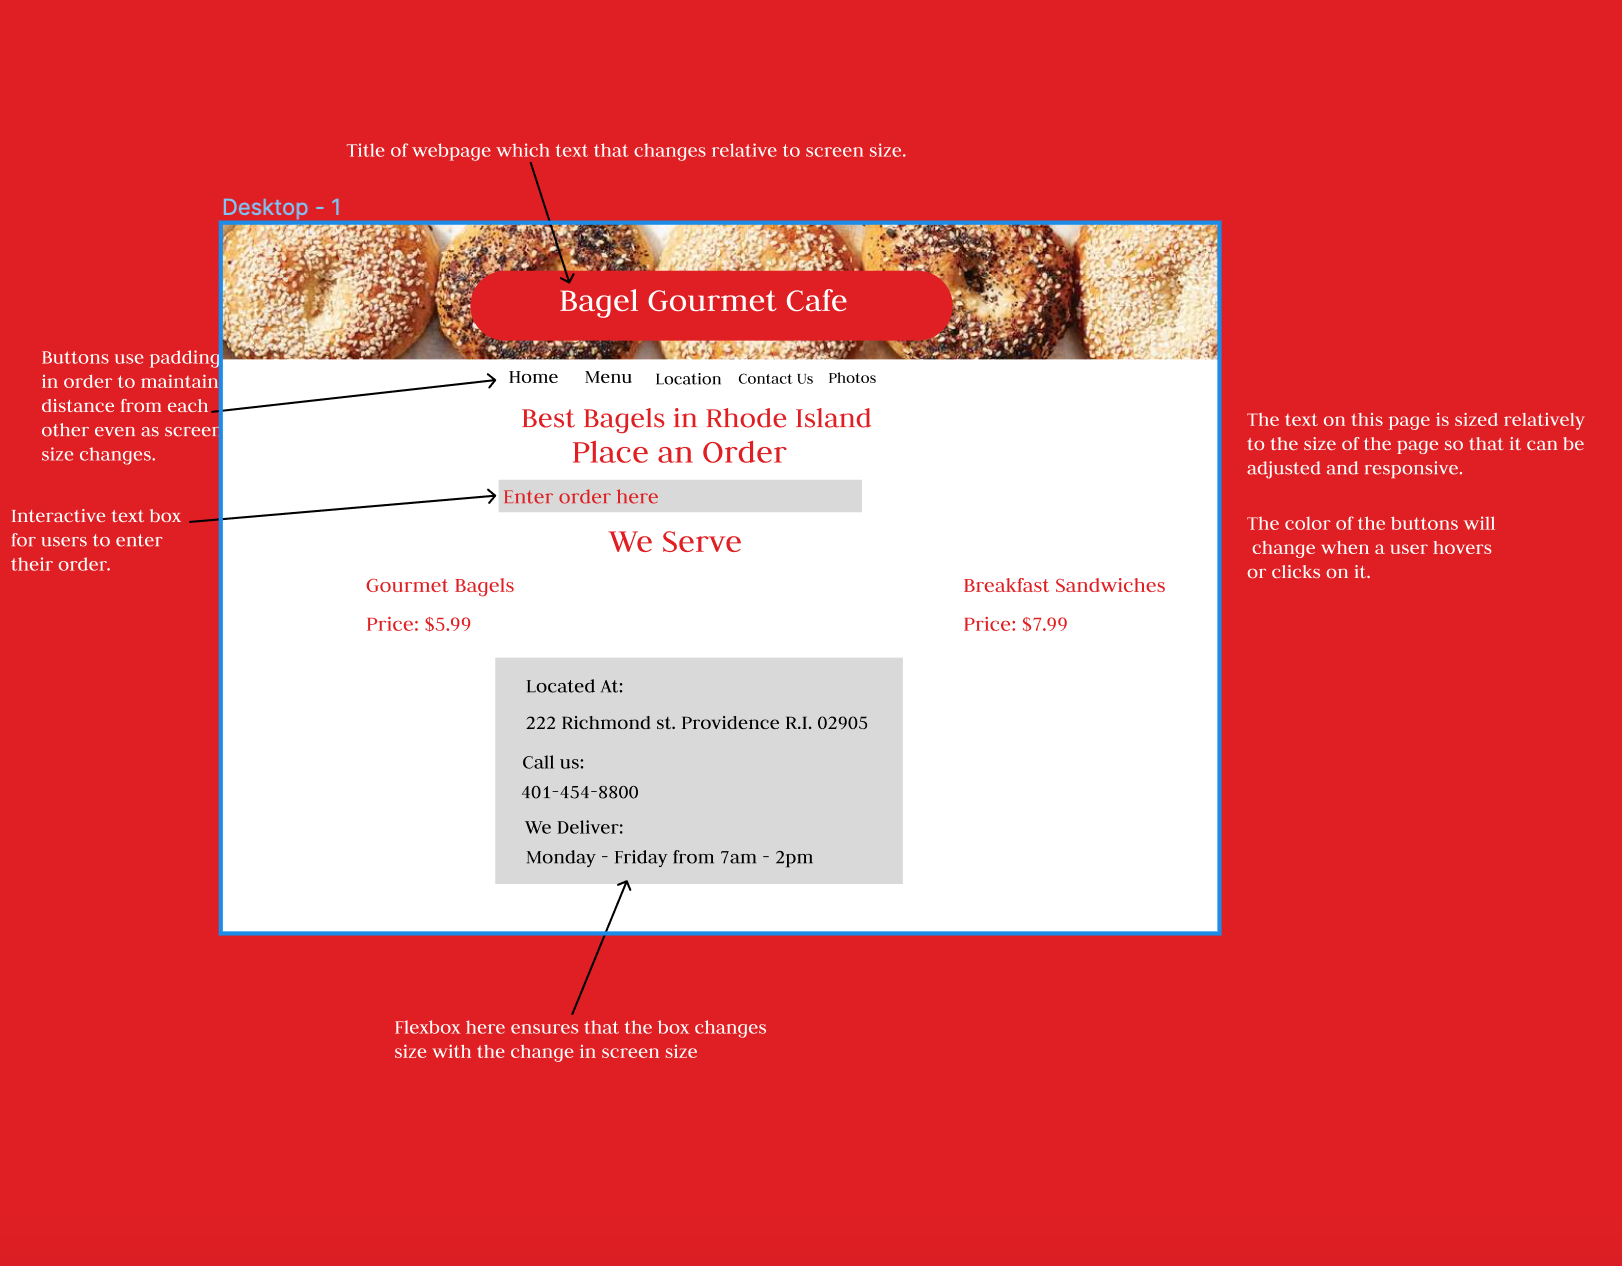 Title of webpage which text that changes relative to screen size.
Desktop - 1
Bagel Gourmet Cafe
Home Menu Location Contact Us Photos
Best Bagels in Rhode Island
Place an Order
Enter order here
We Serve
Gourmet Bagels
Price: $5.99
Breakfast Sandwiches
Price: $7.99
Located At:
222 Richmond st. Providence R.I. 02905
Call us:
401-454-8800
We Deliver:
Monday - Friday from 7am - 2pm
Buttons use padding
in order to maintain
distance from each
other even as screen
size changes.
Interactive text box
for users to enter
their order.
The text on this page is sized relatively
to the size of the page so that it can be
adjusted and responsive.
The color of the buttons will
change when a user hovers
or clicks on it.
Flexbox here ensures that the box changes
size with the change in screen size